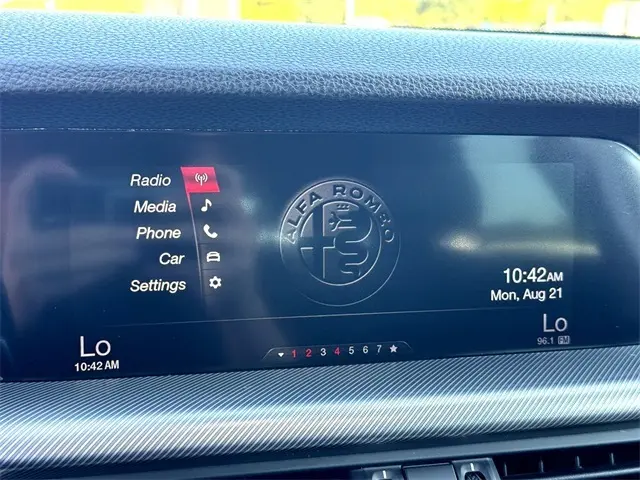 Radio
Media
Phone
Car
Settings
ALFA ROMEO
10:42AM
Mon, Aug 21
Lo
10:42 AM
1 2 3 4 5 6 7
Lo
96.1 FM